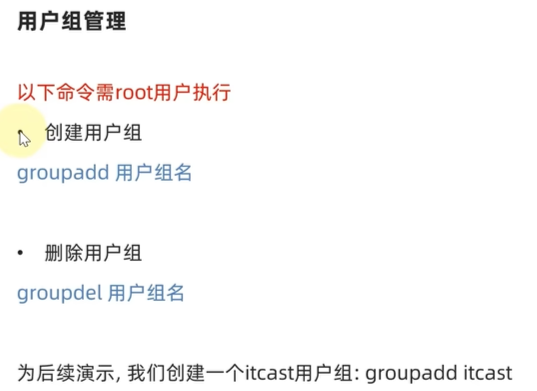 用户组管理
以下命令需root用户执行
• 创建用户组
groupadd 用户组名
• 删除用户组
groupdel 用户组名
为后续演示, 我们创建一个itcast用户组: groupadd itcast